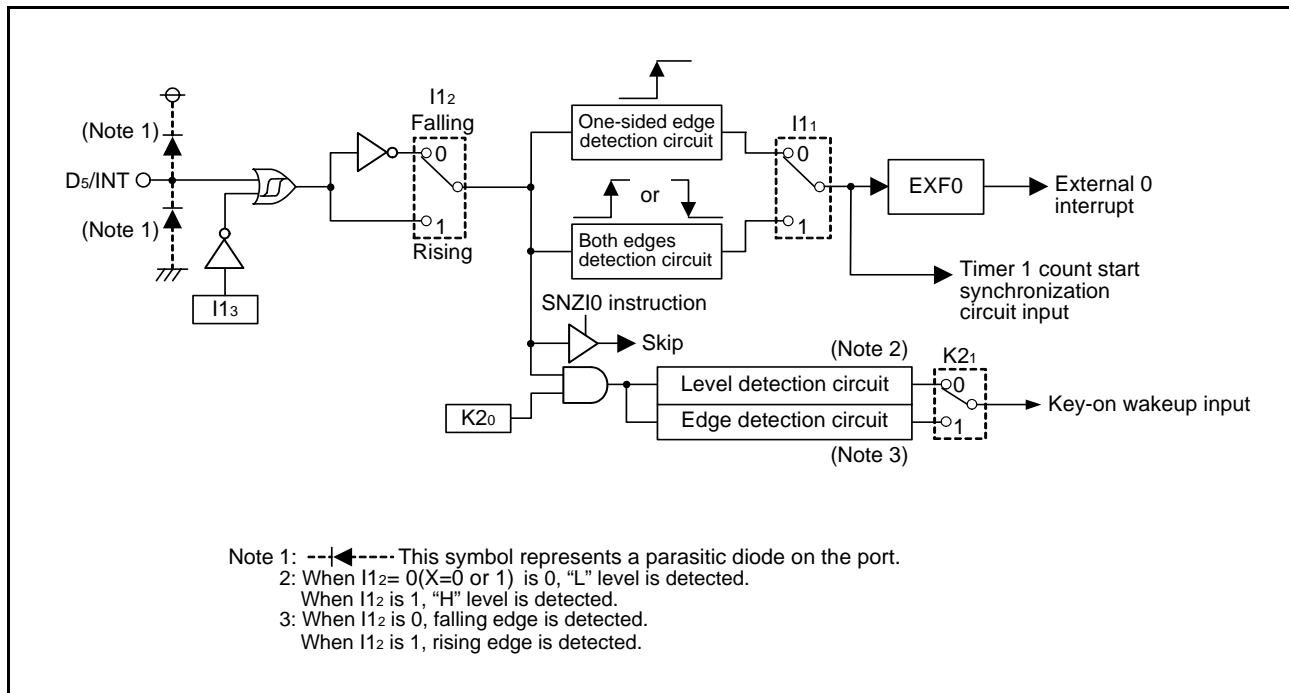 I12
Falling
0
1
Rising
(Note 1)
D5/INT
(Note 1)
I13
One-sided edge
detection circuit
or
Both edges
detection circuit
I11
0
1
EXF0
External 0
interrupt
Timer 1 count start
synchronization
circuit input
SNZI0 instruction
Skip
(Note 2)
K20
Level detection circuit
Edge detection circuit
(Note 3)
K21
0
1
Key-on wakeup input
Note 1: This symbol represents a parasitic diode on the port.
2: When I12= 0(X=0 or 1) is 0, “L” level is detected.
When I12 is 1, “H” level is detected.
3: When I12 is 0, falling edge is detected.
When I12 is 1, rising edge is detected.